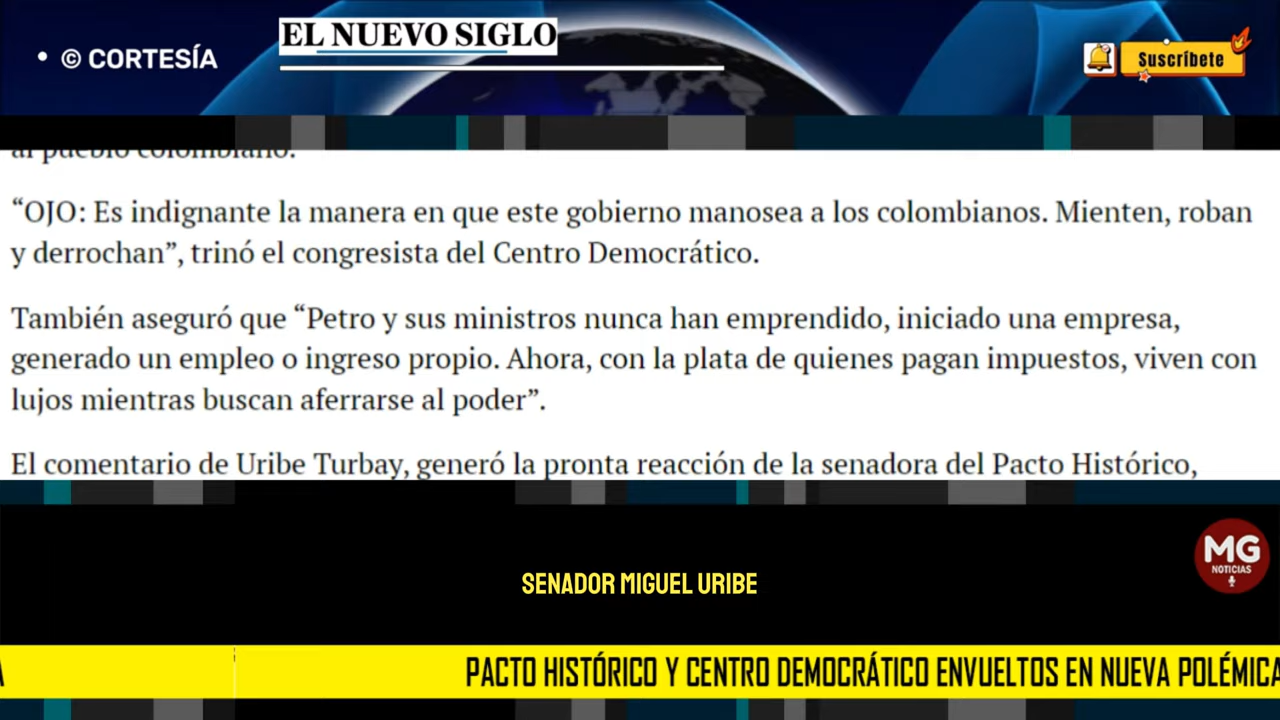 EL NUEVO SIGLO
• © CORTESÍA
Suscríbete
al pueblo colombiano.
“OJO: Es indignante la manera en que este gobierno manosea a los colombianos. Mienten, roban
y derrochan”, trinó el congresista del Centro Democrático.
También aseguró que “Petro y sus ministros nunca han emprendido, iniciado una empresa,
generado un empleo o ingreso propio. Ahora, con la plata de quienes pagan impuestos, viven con
lujos mientras buscan aferrarse al poder”.
El comentario de Uribe Turbay, generó la pronta reacción de la senadora del Pacto Histórico,
MG
NOTICIAS
SENADOR MIGUEL URIBE
A
PACTO HISTÓRICO Y CENTRO DEMOCRÁTICO ENVUELTOS EN NUEVA POLÉMICA